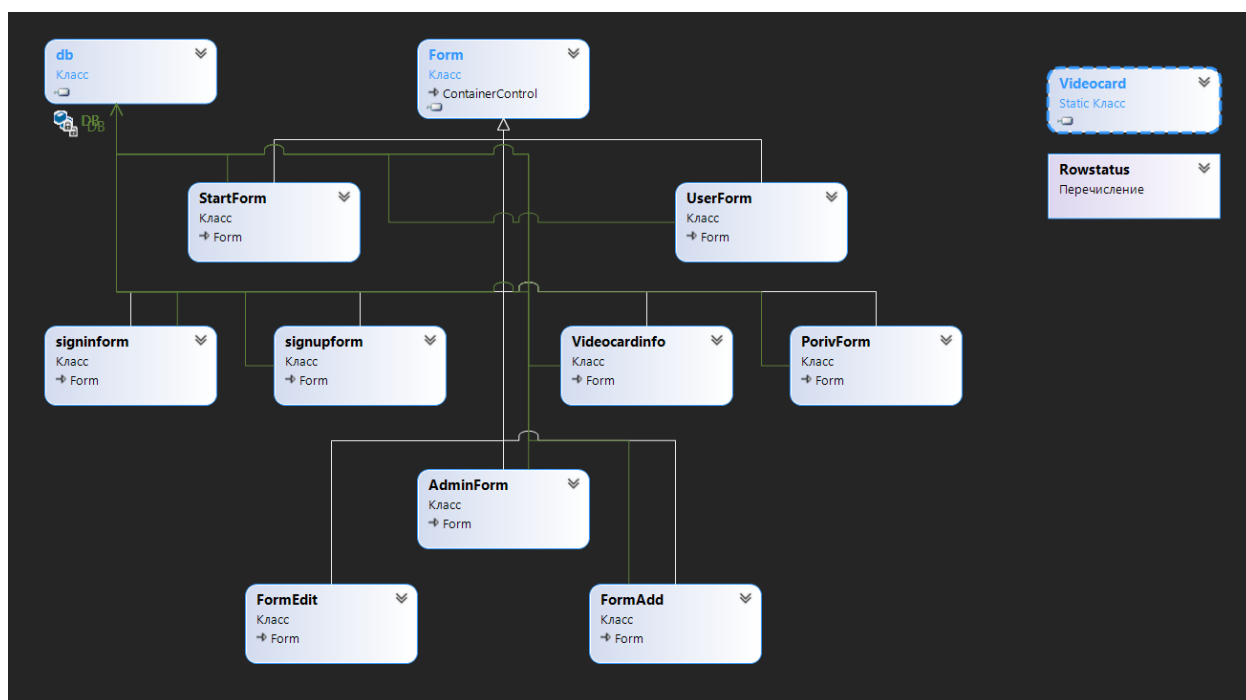 db
Класс
DB
DB
Form
Класс
ContainerControl
Videocard
Static Класс
Rowstatus
Перечисление
StartForm
Класс
Form
UserForm
Класс
Form
signinform
Класс
Form
signupform
Класс
Form
Videocardinfo
Класс
Form
PorivForm
Класс
Form
AdminForm
Класс
Form
FormEdit
Класс
Form
FormAdd
Класс
Form